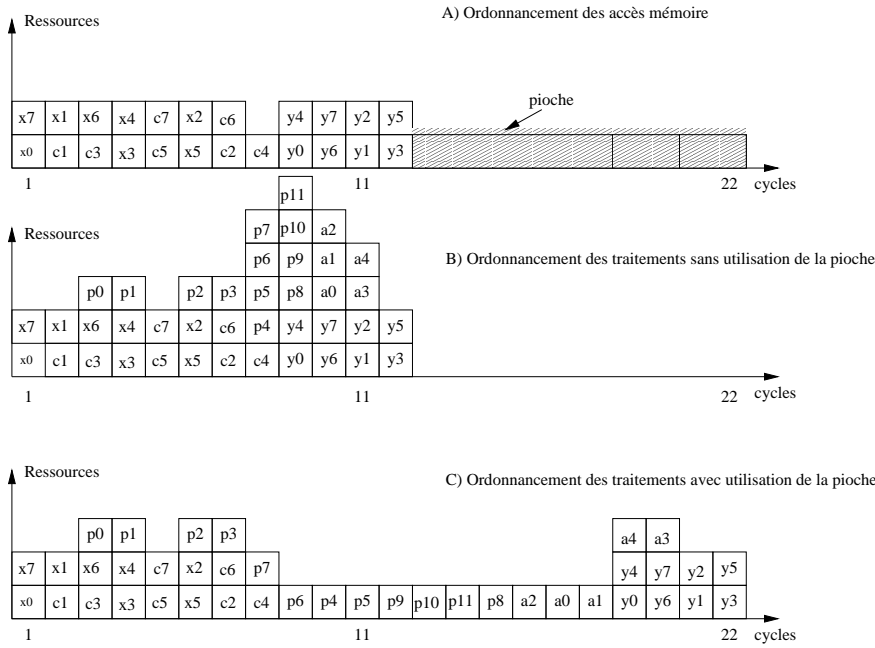 A) Ordonnancement des accès mémoire
Ressources
pioche
x7 x1 x6 x4 c7 x2 c6 y4 y7 y2 y5
x0 c1 c3 x3 c5 x5 c2 c4 y0 y6 y1 y3
1 11 22 cycles
Ressources
B) Ordonnancement des traitements sans utilisation de la pioche
p11
p7 p10 a2
p6 p9 a1 a4
p0 p1 p2 p3 p5 p8 a0 a3
x7 x1 x6 x4 c7 x2 c6 p4 y4 y7 y2 y5
x0 c1 c3 x3 c5 x5 c2 c4 y0 y6 y1 y3
1 11 22 cycles
Ressources
C) Ordonnancement des traitements avec utilisation de la pioche
p0 p1 p2 p3 a4 a3
x7 x1 x6 x4 c7 x2 c6 p7 y4 y7 y2 y5
x0 c1 c3 x3 c5 x5 c2 c4 p6 p4 p5 p9 p10 p11 p8 a2 a0 a1 y0 y6 y1 y3
1 11 22 cycles